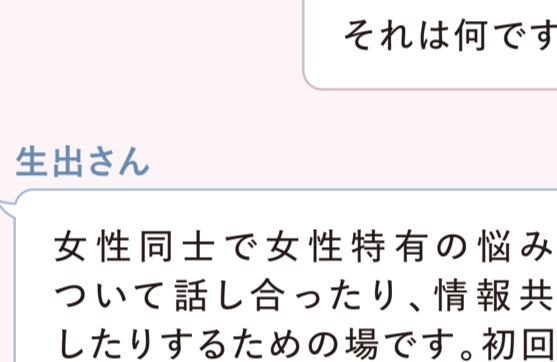 それは何です
生出さん
女性同士で女性特有の悩み
ついて話し合ったり、情報共
したりするための場です。初回